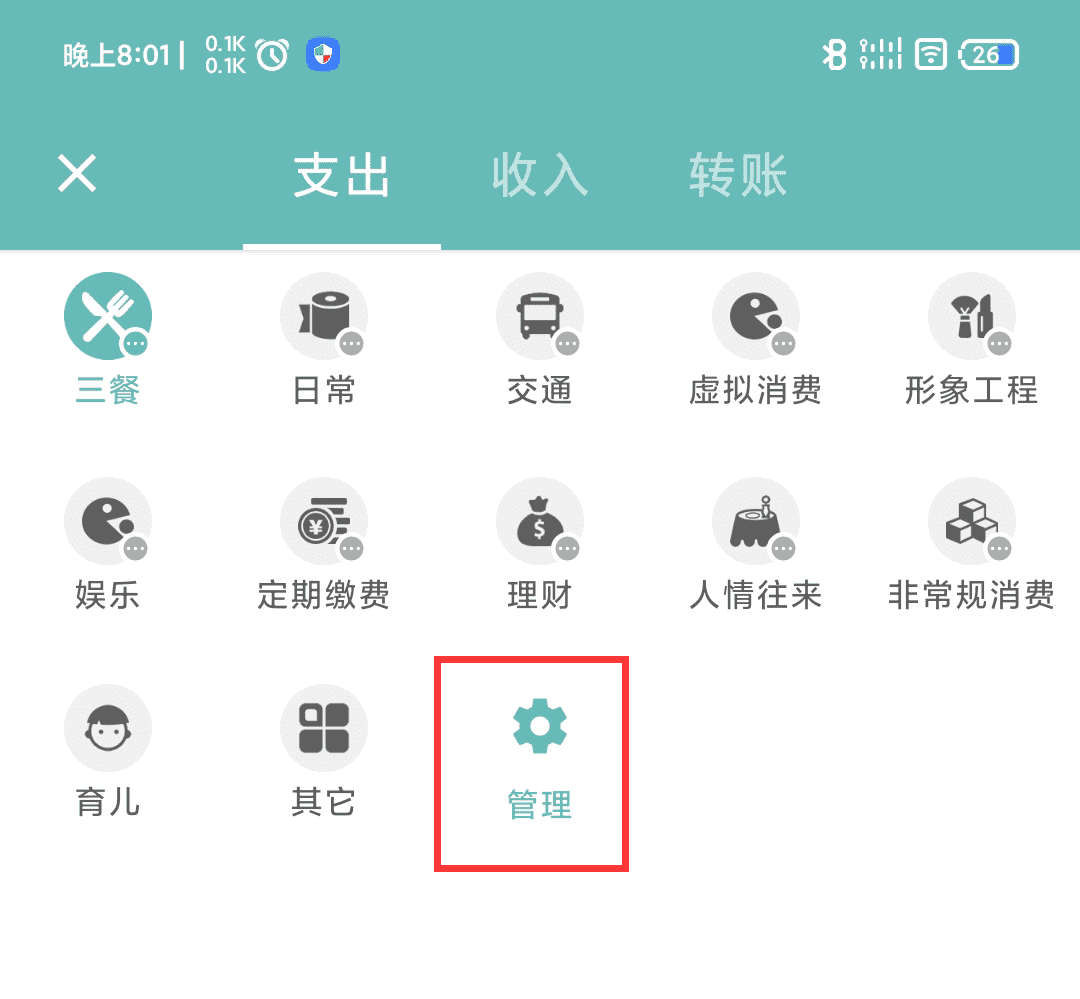 晚上8:01 | 0.1K
0.1K
26
支出 收入 转账
三餐 日常 交通 虚拟消费 形象工程
¥ $
娱乐 定期缴费 理财 人情往来 非常规消费
育儿 其它 管理